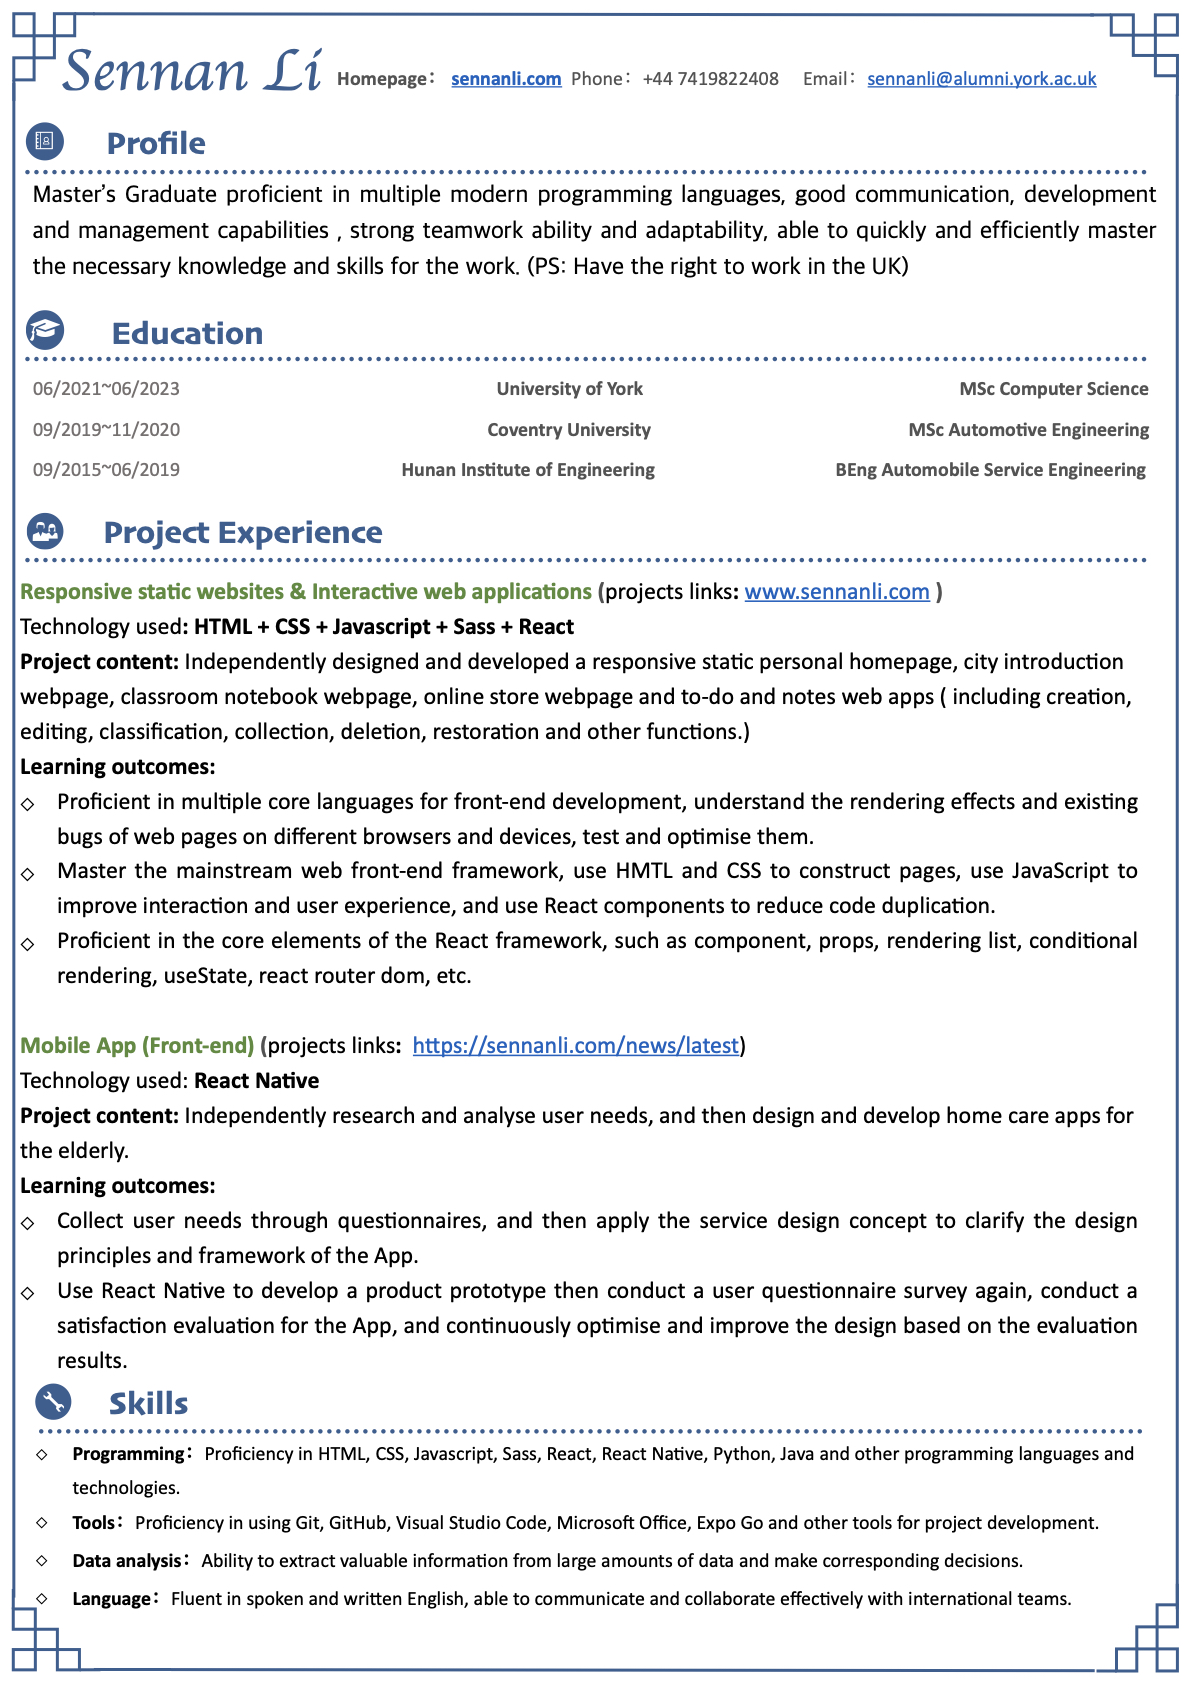 Sennan Li Homepage： sennanli.com Phone： +44 7419822408 Email： sennanli@alumni.york.ac.uk
Profile
Master’s Graduate proficient in multiple modern programming languages, good communication, development
and management capabilities , strong teamwork ability and adaptability, able to quickly and efficiently master
the necessary knowledge and skills for the work. (PS: Have the right to work in the UK)
Education
06/2021~06/2023 University of York MSc Computer Science
09/2019~11/2020 Coventry University MSc Automotive Engineering
09/2015~06/2019 Hunan Institute of Engineering BEng Automobile Service Engineering
Project Experience
Responsive static websites & Interactive web applications (projects links: www.sennanli.com )
Technology used: HTML + CSS + Javascript + Sass + React
Project content: Independently designed and developed a responsive static personal homepage, city introduction
webpage, classroom notebook webpage, online store webpage and to-do and notes web apps ( including creation,
editing, classification, collection, deletion, restoration and other functions.)
Learning outcomes:
◇ Proficient in multiple core languages for front-end development, understand the rendering effects and existing
bugs of web pages on different browsers and devices, test and optimise them.
◇ Master the mainstream web front-end framework, use HMTL and CSS to construct pages, use JavaScript to
improve interaction and user experience, and use React components to reduce code duplication.
◇ Proficient in the core elements of the React framework, such as component, props, rendering list, conditional
rendering, useState, react router dom, etc.
Mobile App (Front-end) (projects links: https://sennanli.com/news/latest)
Technology used: React Native
Project content: Independently research and analyse user needs, and then design and develop home care apps for
the elderly.
Learning outcomes:
◇ Collect user needs through questionnaires, and then apply the service design concept to clarify the design
principles and framework of the App.
◇ Use React Native to develop a product prototype then conduct a user questionnaire survey again, conduct a
satisfaction evaluation for the App, and continuously optimise and improve the design based on the evaluation
results.
Skills
◇ Programming： Proficiency in HTML, CSS, Javascript, Sass, React, React Native, Python, Java and other programming languages and
technologies.
◇ Tools： Proficiency in using Git, GitHub, Visual Studio Code, Microsoft Office, Expo Go and other tools for project development.
◇ Data analysis： Ability to extract valuable information from large amounts of data and make corresponding decisions.
◇ Language： Fluent in spoken and written English, able to communicate and collaborate effectively with international teams.